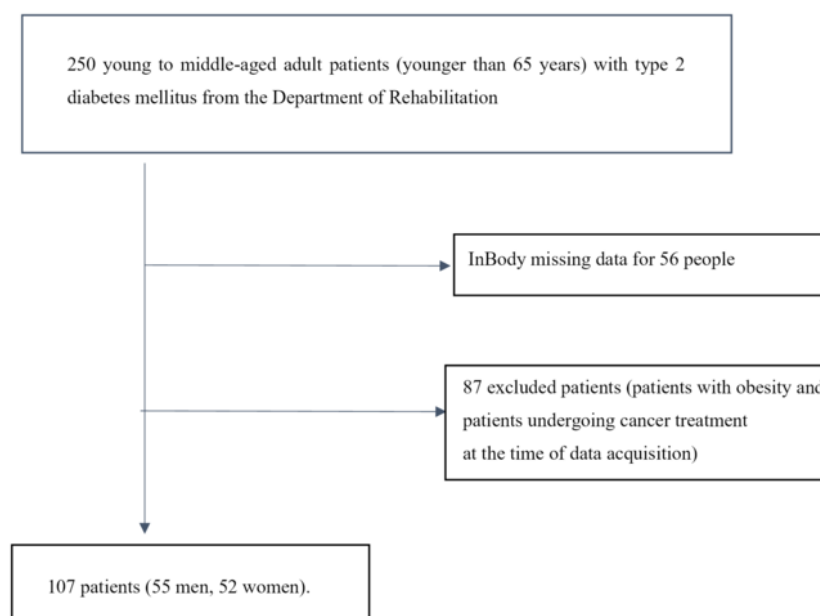 250 young to middle-aged adult patients (younger than 65 years) with type 2
diabetes mellitus from the Department of Rehabilitation
InBody missing data for 56 people
87 excluded patients (patients with obesity and
patients undergoing cancer treatment
at the time of data acquisition)
107 patients (55 men, 52 women).